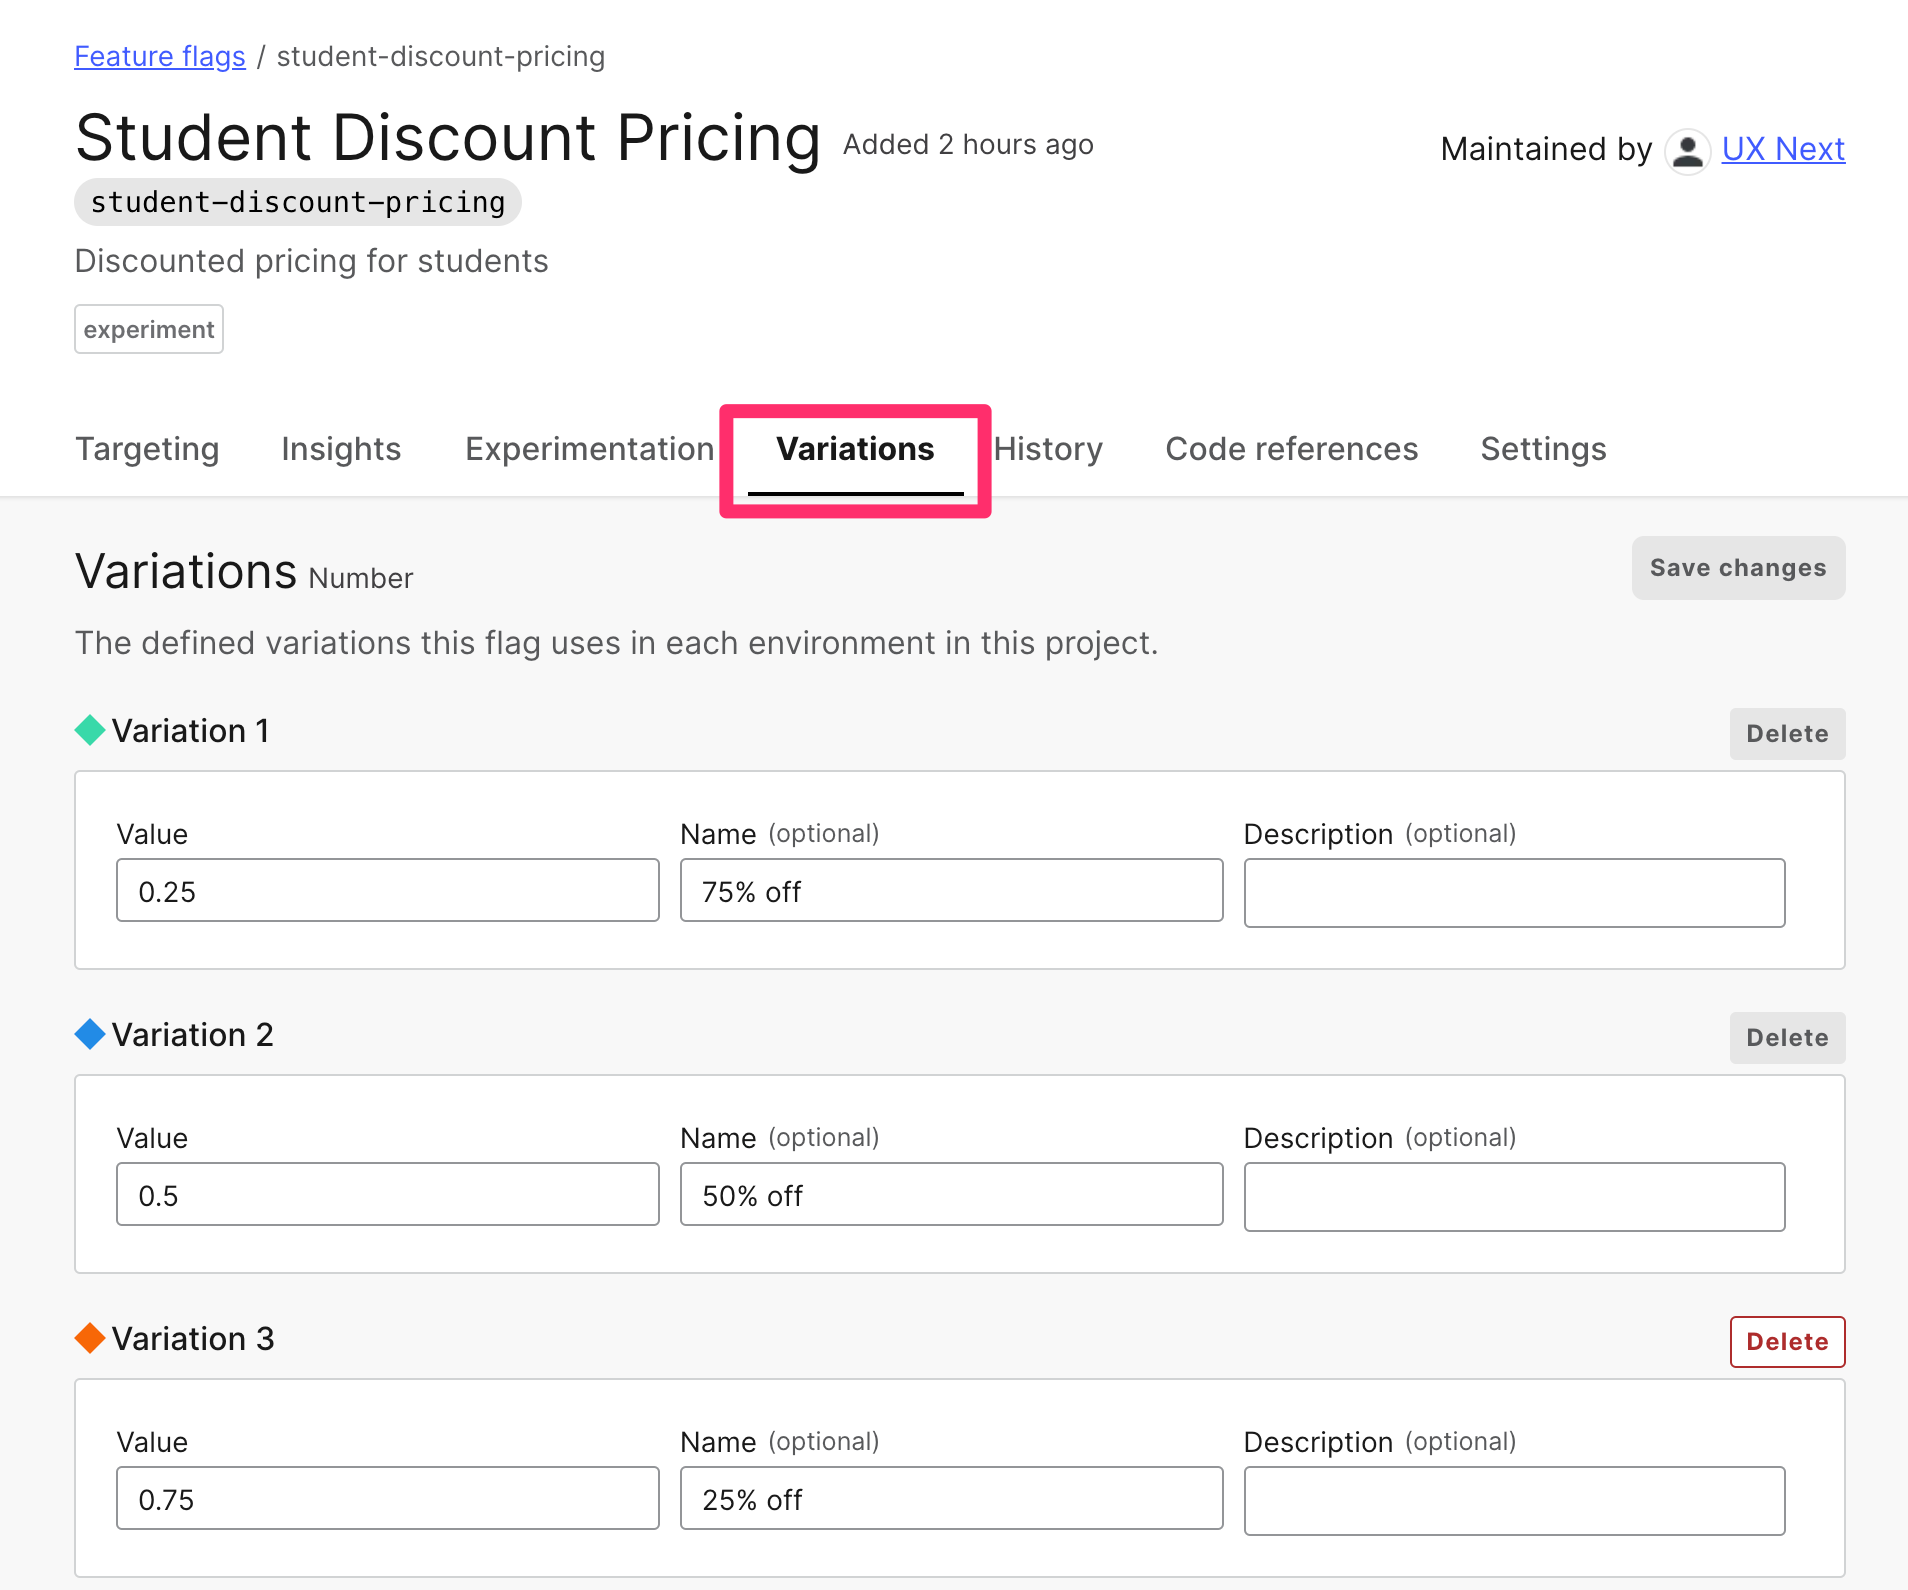 Feature flags / student-discount-pricing
Student Discount Pricing Added 2 hours ago
Maintained by UX Next
student-discount-pricing
Discounted pricing for students
experiment
Targeting Insights Experimentation Variations History Code references Settings
Variations Number
Save changes
The defined variations this flag uses in each environment in this project.
Variation 1
Delete
Value Name (optional) Description (optional)
0.25 75% off
Variation 2
Delete
Value Name (optional) Description (optional)
0.5 50% off
Variation 3
Delete
Value Name (optional) Description (optional)
0.75 25% off